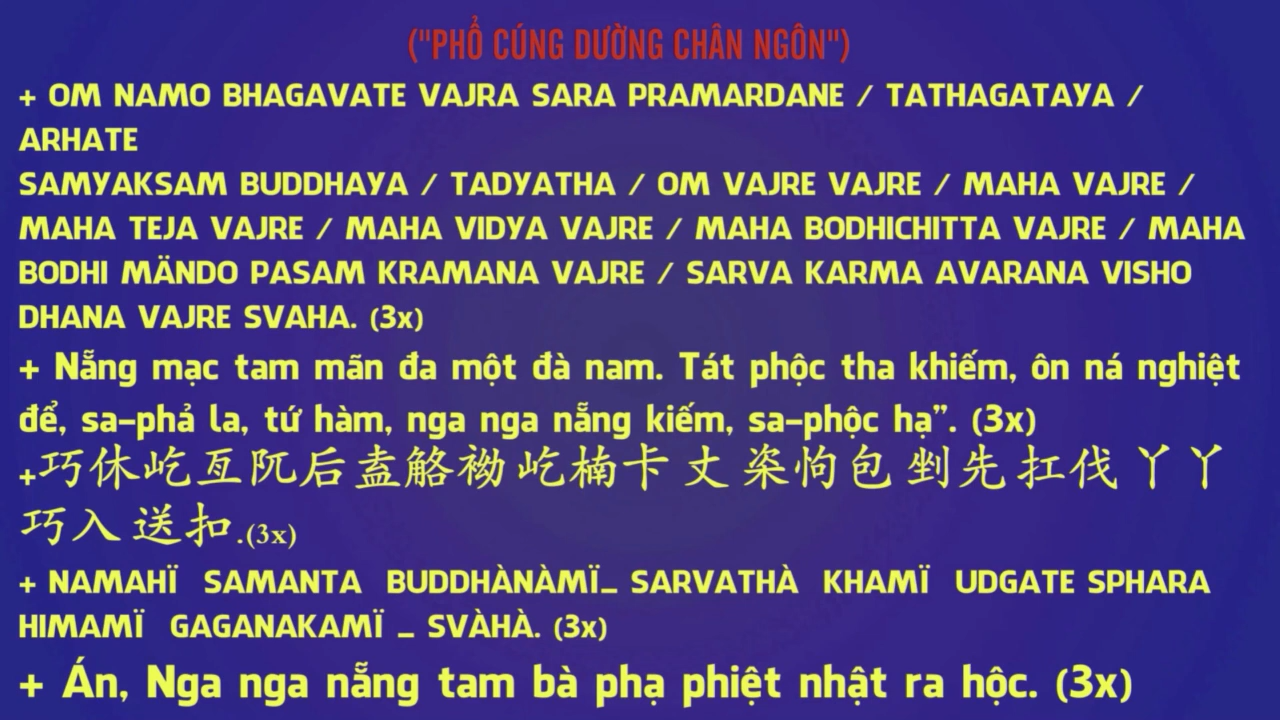 ("PHỔ CÚNG DƯỜNG CHÂN NGÔN")
+ OM NAMO BHAGAVATE VAJRA SARA PRAMARDANE / TATHAGATAYA /
ARHATE
SAMYAKSAM BUDDHAYA / TADYATHA / OM VAJRE VAJRE / MAHA VAJRE /
MAHA TEJA VAJRE / MAHA VIDYA VAJRE / MAHA BODHICHITTA VAJRE / MAHA
BODHI MÄNDO PASAM KRAMANA VAJRE / SARVA KARMA AVARANA VISHO
DHANA VAJRE SVAHA. (3x)
+ Nẵng mạc tam mãn đa một đà nam. Tát phộc tha khiếm, ôn ná nghiệt
để, sa-phả la, tứ hàm, nga nga nẵng kiếm, sa-phộc hạ”. (3x)
+巧休屹亙阢后盍觡袎屹楠卡丈栥恦包剉先扛伐丫丫
巧入送扣.(3x)
+ NAMAHÏ SAMANTA BUDDHÀNÀMÏ_ SARVATHÀ KHAMÏ UDGATE SPHARA
HIMAMÏ GAGANAKAMÏ _ SVÀHÀ. (3x)
+ Án, Nga nga nẵng tam bà phạ phiệt nhật ra hộc. (3x)